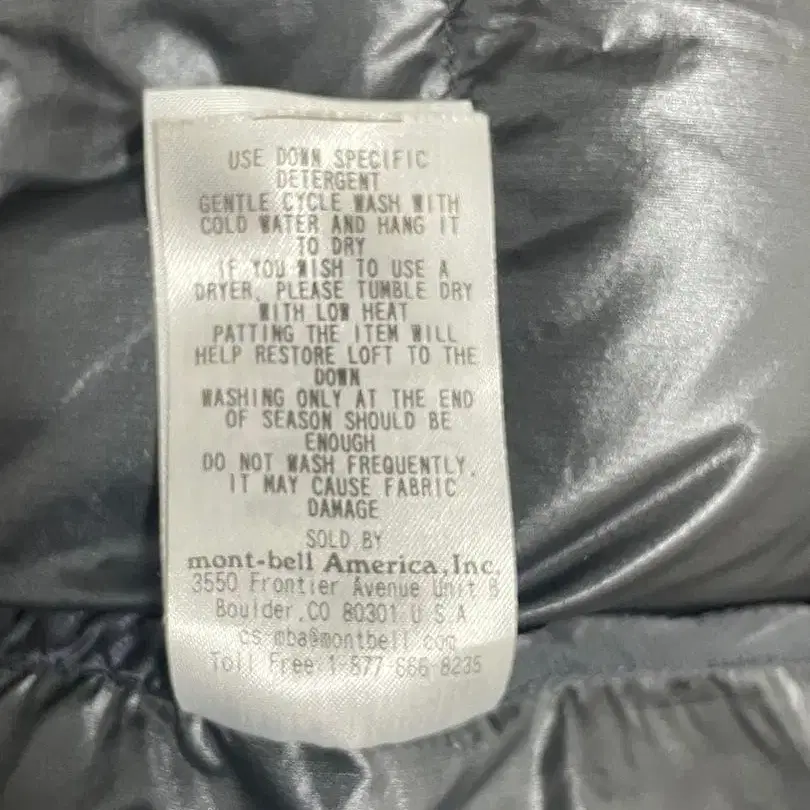 USE DOWN SPECIFIC
DETERGENT
GENTLE CYCLE WASH WITH
COLD WATER AND HANG IT
TO DRY
IF YOU WISH TO USE A
DRYER, PLEASE TUMBLE DRY
WITH LOW HEAT
PATTING THE ITEM WILL
HELP RESTORE LOFT TO THE
DOWN
WASHING ONLY AT THE END
OF SEASON SHOULD BE
ENOUGH
DO NOT WASH FREQUENTLY.
IT MAY CAUSE FABRIC
DAMAGE
SOLD BY
mont-bell America,Inc.
3550 Frontier Avenue Unit B
Boulder,CO 80301 U.S.A
cs-mba@montbell.com
Toll Free 1-877-666-8235